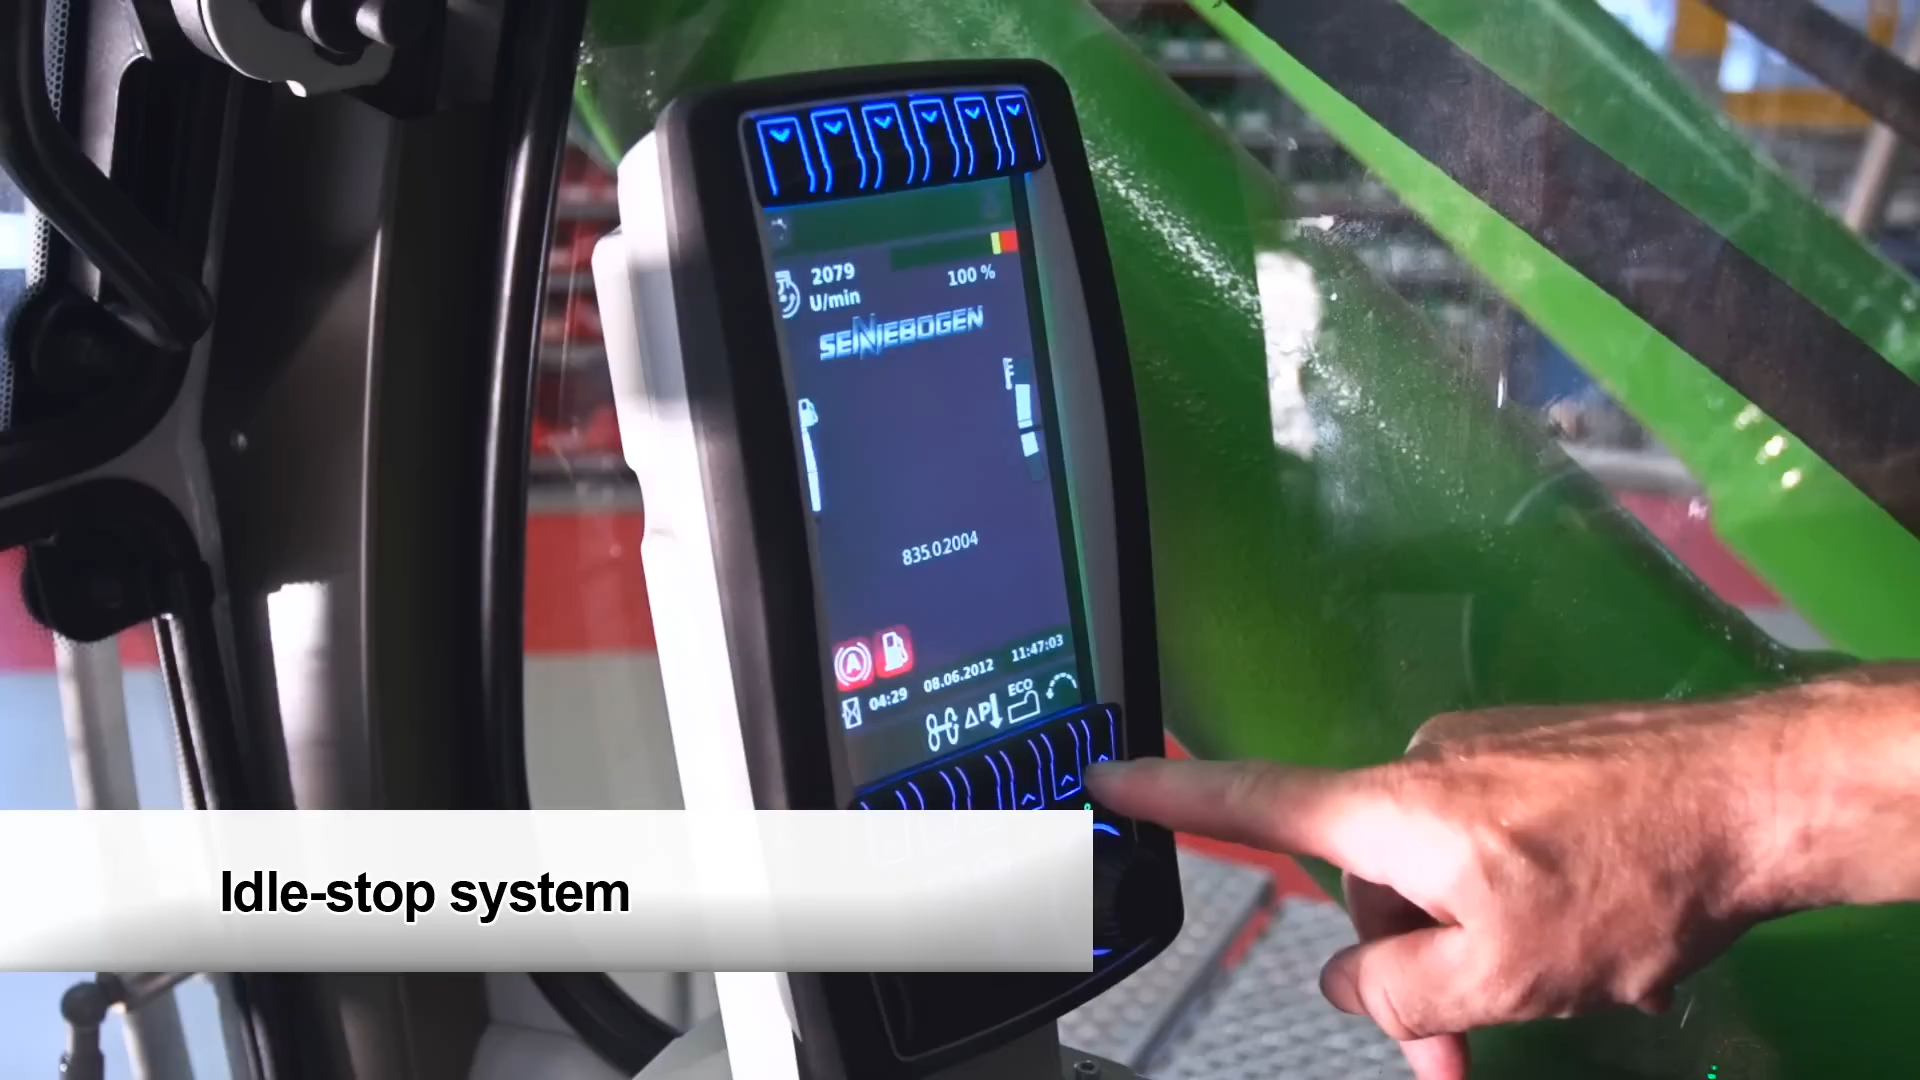 2079
U/min
100 %
SENNEBOGEN
F
835.0.2004
A
04:29 08.06.2012 11:47:03
ΔP ECO
Idle-stop system